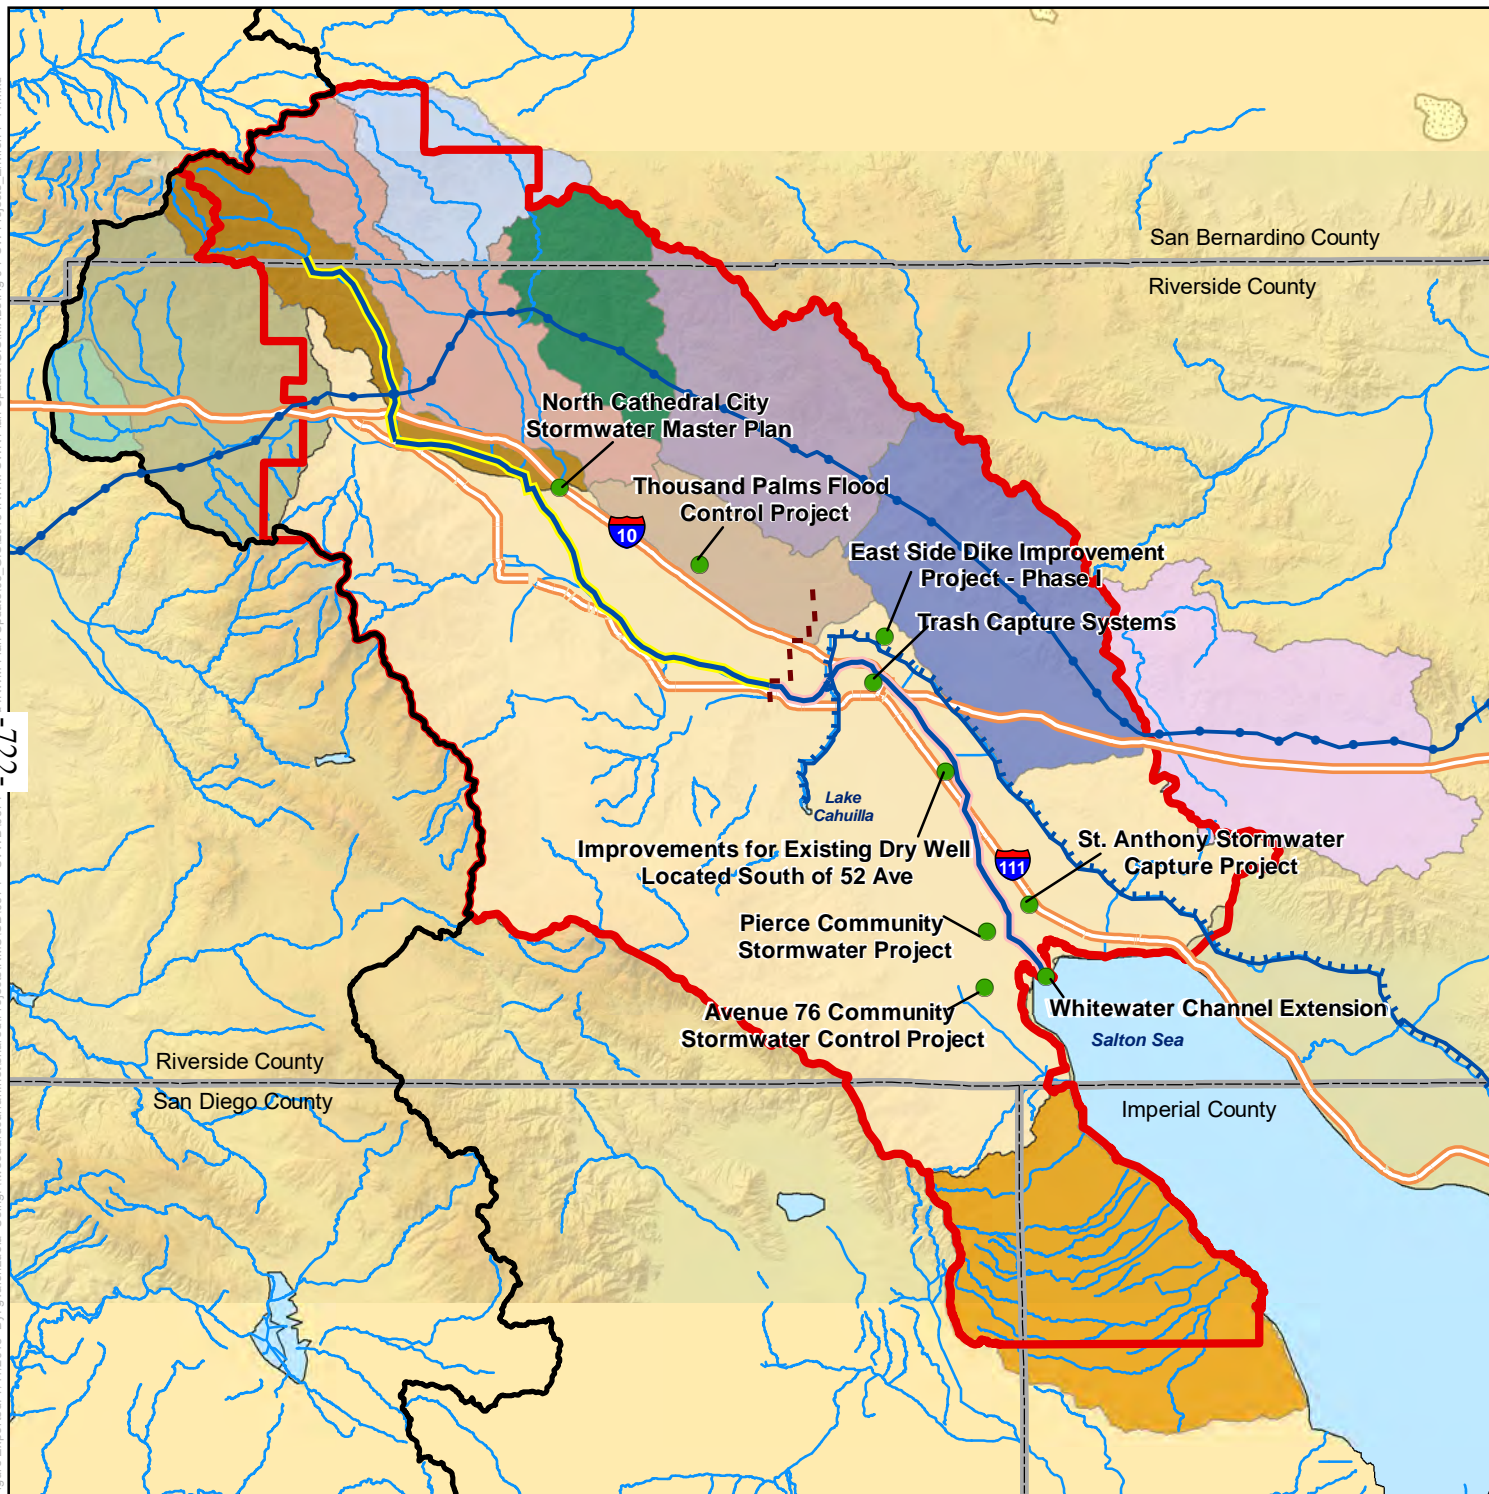 San Bernardino County
Riverside County
North Cathedral City
Stormwater Master Plan
Thousand Palms Flood
Control Project
10
East Side Dike Improvement
Project - Phase I
Trash Capture Systems
-722-
Lake
Cahuilla
Improvements for Existing Dry Well
Located South of 52 Ave
111
St. Anthony Stormwater
Capture Project
Pierce Community
Stormwater Project
Avenue 76 Community
Stormwater Control Project
Whitewater Channel Extension
Salton Sea
Riverside County
San Diego County
Imperial County